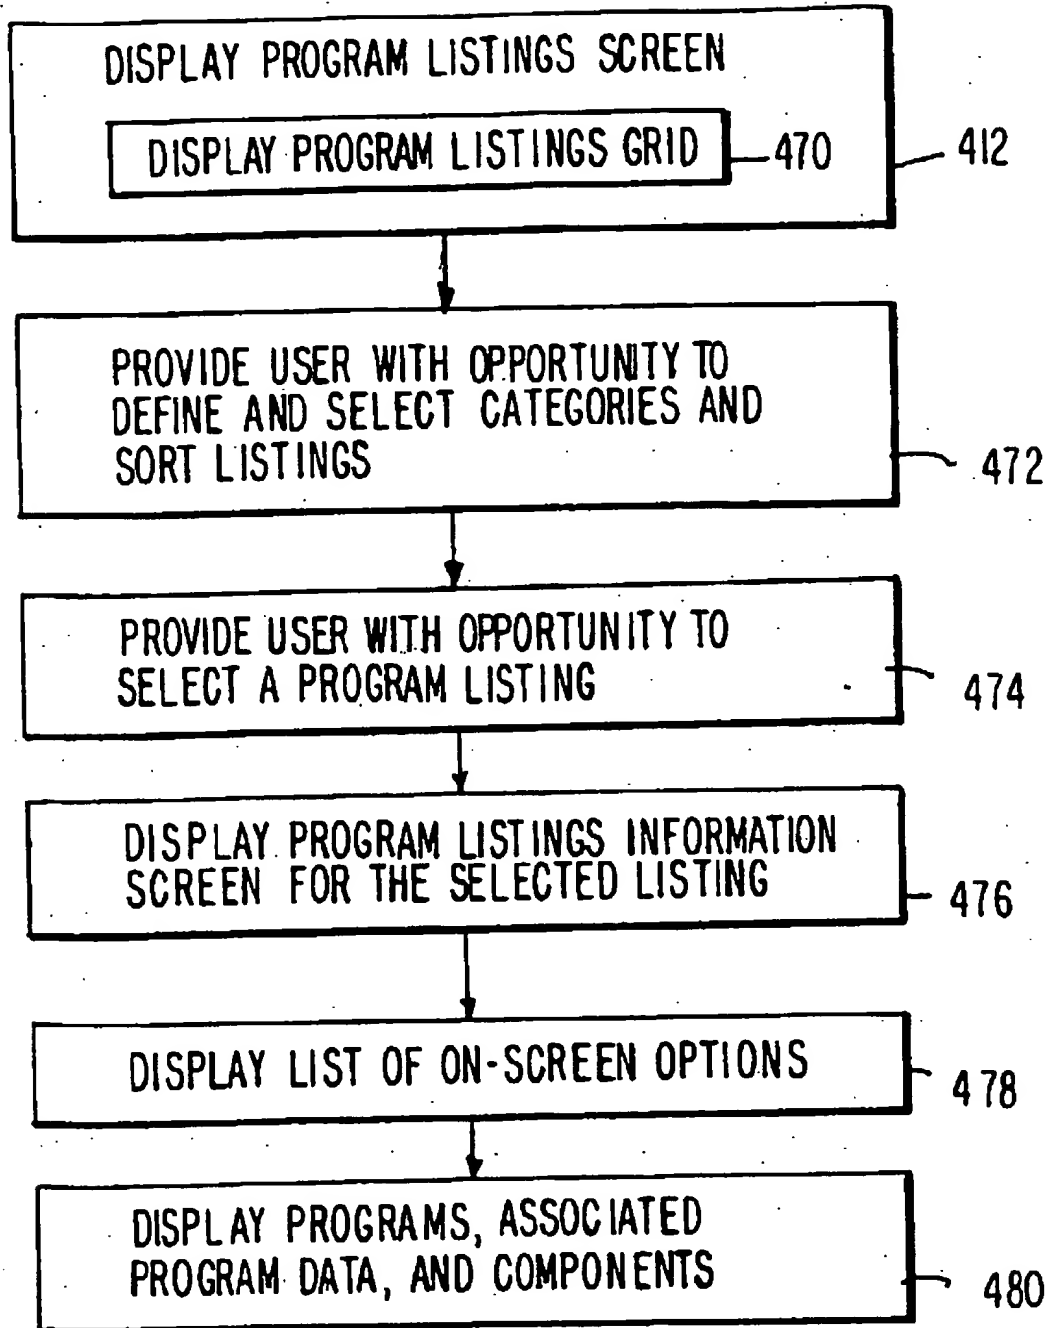 DISPLAY PROGRAM LISTINGS SCREEN
DISPLAY PROGRAM LISTINGS GRID
470
412
PROVIDE USER WITH OPPORTUNITY TO
DEFINE AND SELECT CATEGORIES AND
SORT LISTINGS
472
PROVIDE USER WITH OPPORTUNITY TO
SELECT A PROGRAM LISTING
474
DISPLAY PROGRAM LISTINGS INFORMATION
SCREEN FOR THE SELECTED LISTING
476
DISPLAY LIST OF ON-SCREEN OPTIONS
478
DISPLAY PROGRAMS, ASSOCIATED
PROGRAM DATA, AND COMPONENTS
480